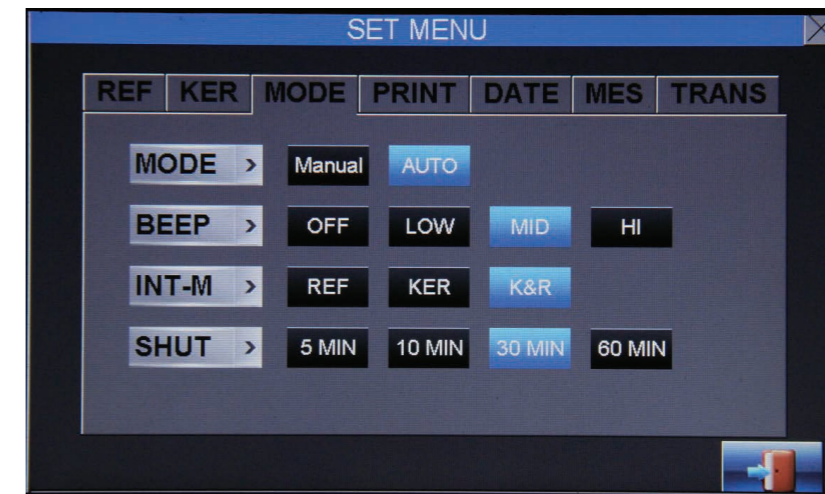 SET MENU
REF KER MODE PRINT DATE MES TRANS
MODE > Manual AUTO
BEEP > OFF LOW MID HI
INT-M > REF KER K&R
SHUT > 5 MIN 10 MIN 30 MIN 60 MIN